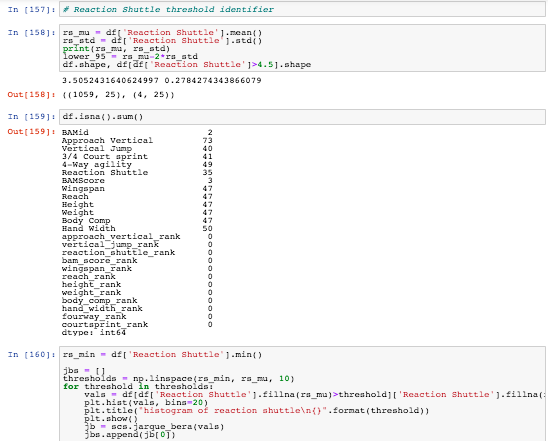 In [157]: # Reaction Shuttle threshold identifier
In [158]: rs_mu = df['Reaction Shuttle'].mean()
rs_std = df['Reaction Shuttle'].std()
print(rs_mu, rs_std)
lower_95 = rs_mu-2*rs_std
df.shape, df[df['Reaction Shuttle']>4.5].shape
3.5052431640624997 0.2784274343866079
Out[158]: ((1059, 25), (4, 25))
In [159]: df.isna().sum()
Out[159]: BAMid 2
Approach Vertical 73
Vertical Jump 40
3/4 Court sprint 41
4-Way agility 49
Reaction Shuttle 35
BAMScore 3
Wingspan 47
Reach 47
Height 47
Weight 47
Body Comp 47
Hand Width 50
approach_vertical_rank 0
vertical_jump_rank 0
reaction_shuttle_rank 0
bam_score_rank 0
wingspan_rank 0
reach_rank 0
height_rank 0
weight_rank 0
body_comp_rank 0
hand_width_rank 0
fourway_rank 0
courtsprint_rank 0
dtype: int64
In [160]: rs_min = df['Reaction Shuttle'].min()
jbs = []
thresholds = np.linspace(rs_min, rs_mu, 10)
for threshold in thresholds:
vals = df[df['Reaction Shuttle'].fillna(rs_mu)>threshold]['Reaction Shuttle'].fillna(
plt.hist(vals, bins=20)
plt.title("histogram of reaction shuttle\n{}".format(threshold))
plt.show()
jb = scs.jarque_bera(vals)
jbs.append(jb[0])